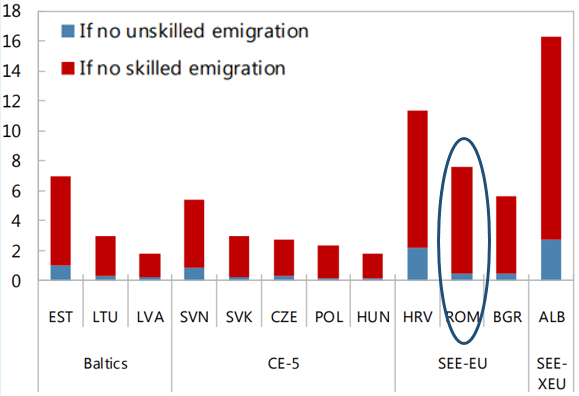 18
16
14
12
10
8
6
4
2
0
If no unskilled emigration
If no skilled emigration
EST LTU LVA SVN SVK CZE POL HUN HRV ROM BGR ALB
Baltics CE-5 SEE-EU SEE-
XEU